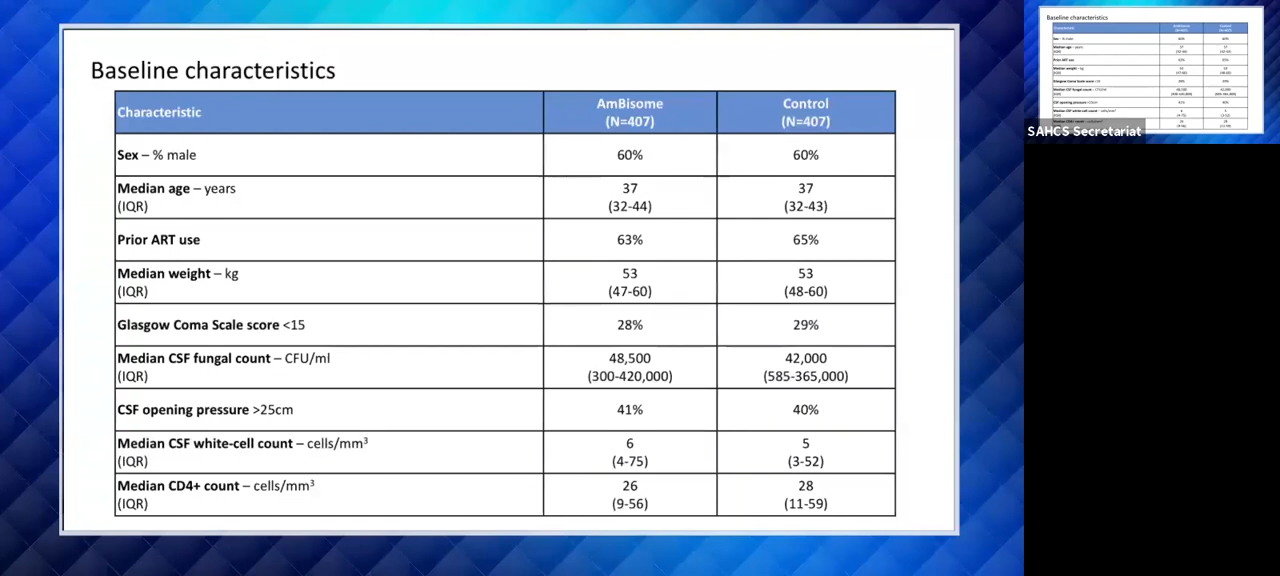 Baseline characteristics
Characteristic
AmBisome
(N=407)
Control
(N=407)
Sex – % male
60%
60%
Median age – years
(IQR)
37
(32-44)
37
(32-43)
Prior ART use
63%
65%
Median weight – kg
(IQR)
53
(47-60)
53
(48-60)
Glasgow Coma Scale score <15
28%
29%
Median CSF fungal count – CFU/ml
(IQR)
48,500
(300-420,000)
42,000
(585-365,000)
CSF opening pressure >25cm
41%
40%
Median CSF white-cell count – cells/mm³
(IQR)
6
(4-75)
5
(3-52)
Median CD4+ count – cells/mm³
(IQR)
26
(9-56)
28
(11-59)
Baseline characteristics
SAHCS Secretariat